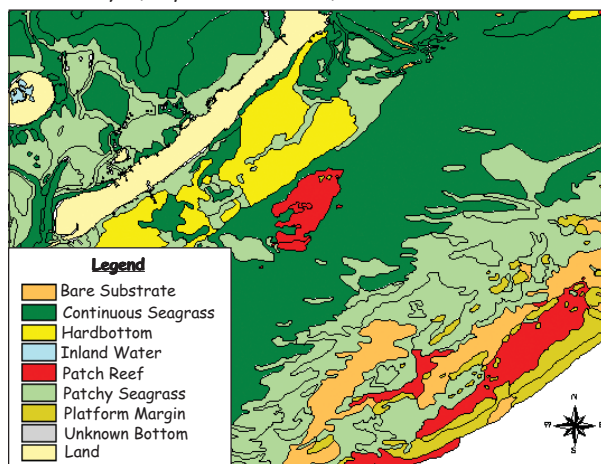 Legend
Bare Substrate
Continuous Seagrass
Hardbottom
Inland Water
Patch Reef
Patchy Seagrass
Platform Margin
Unknown Bottom
Land
N
W
E
S